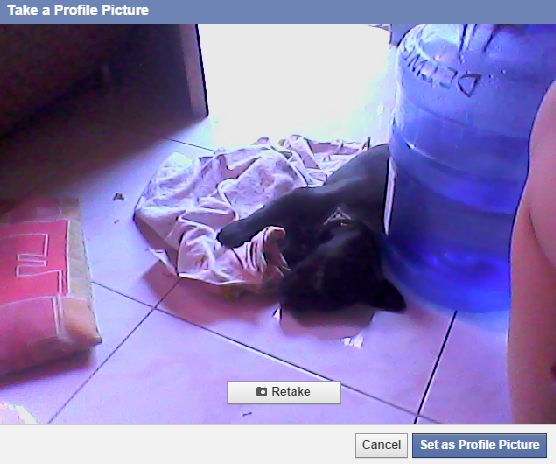 Take a Profile Picture
Retake
Cancel
Set as Profile Picture